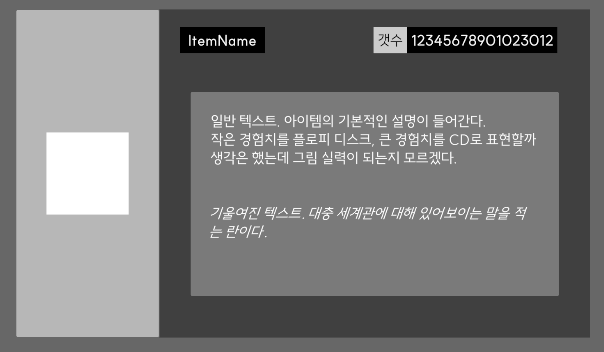 ItemName
갯수 12345678901023012
일반 텍스트. 아이템의 기본적인 설명이 들어간다.
작은 경험치를 플로피 디스크, 큰 경험치를 CD로 표현할까
생각은 했는데 그림 실력이 되는지 모르겠다.
기울여진 텍스트. 대충 세계관에 대해 있어보이는 말을 적
는 란이다.